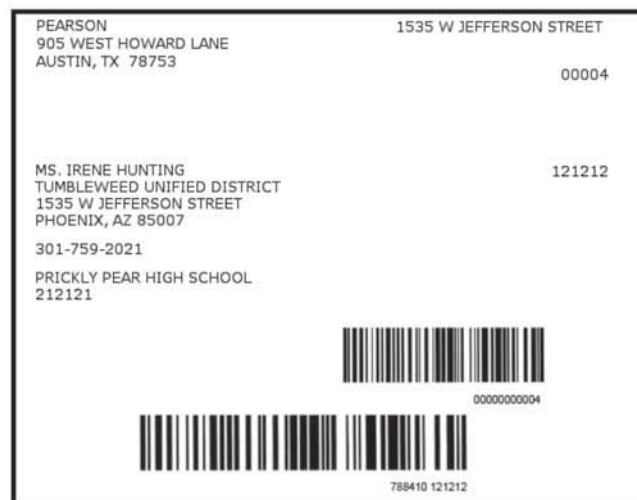 PEARSON
905 WEST HOWARD LANE
AUSTIN, TX 78753
1535 W JEFFERSON STREET
00004
MS. IRENE HUNTING
TUMBLEWEED UNIFIED DISTRICT
1535 W JEFFERSON STREET
PHOENIX, AZ 85007
121212
301-759-2021
PRICKLY PEAR HIGH SCHOOL
212121
00000000004
788410 121212